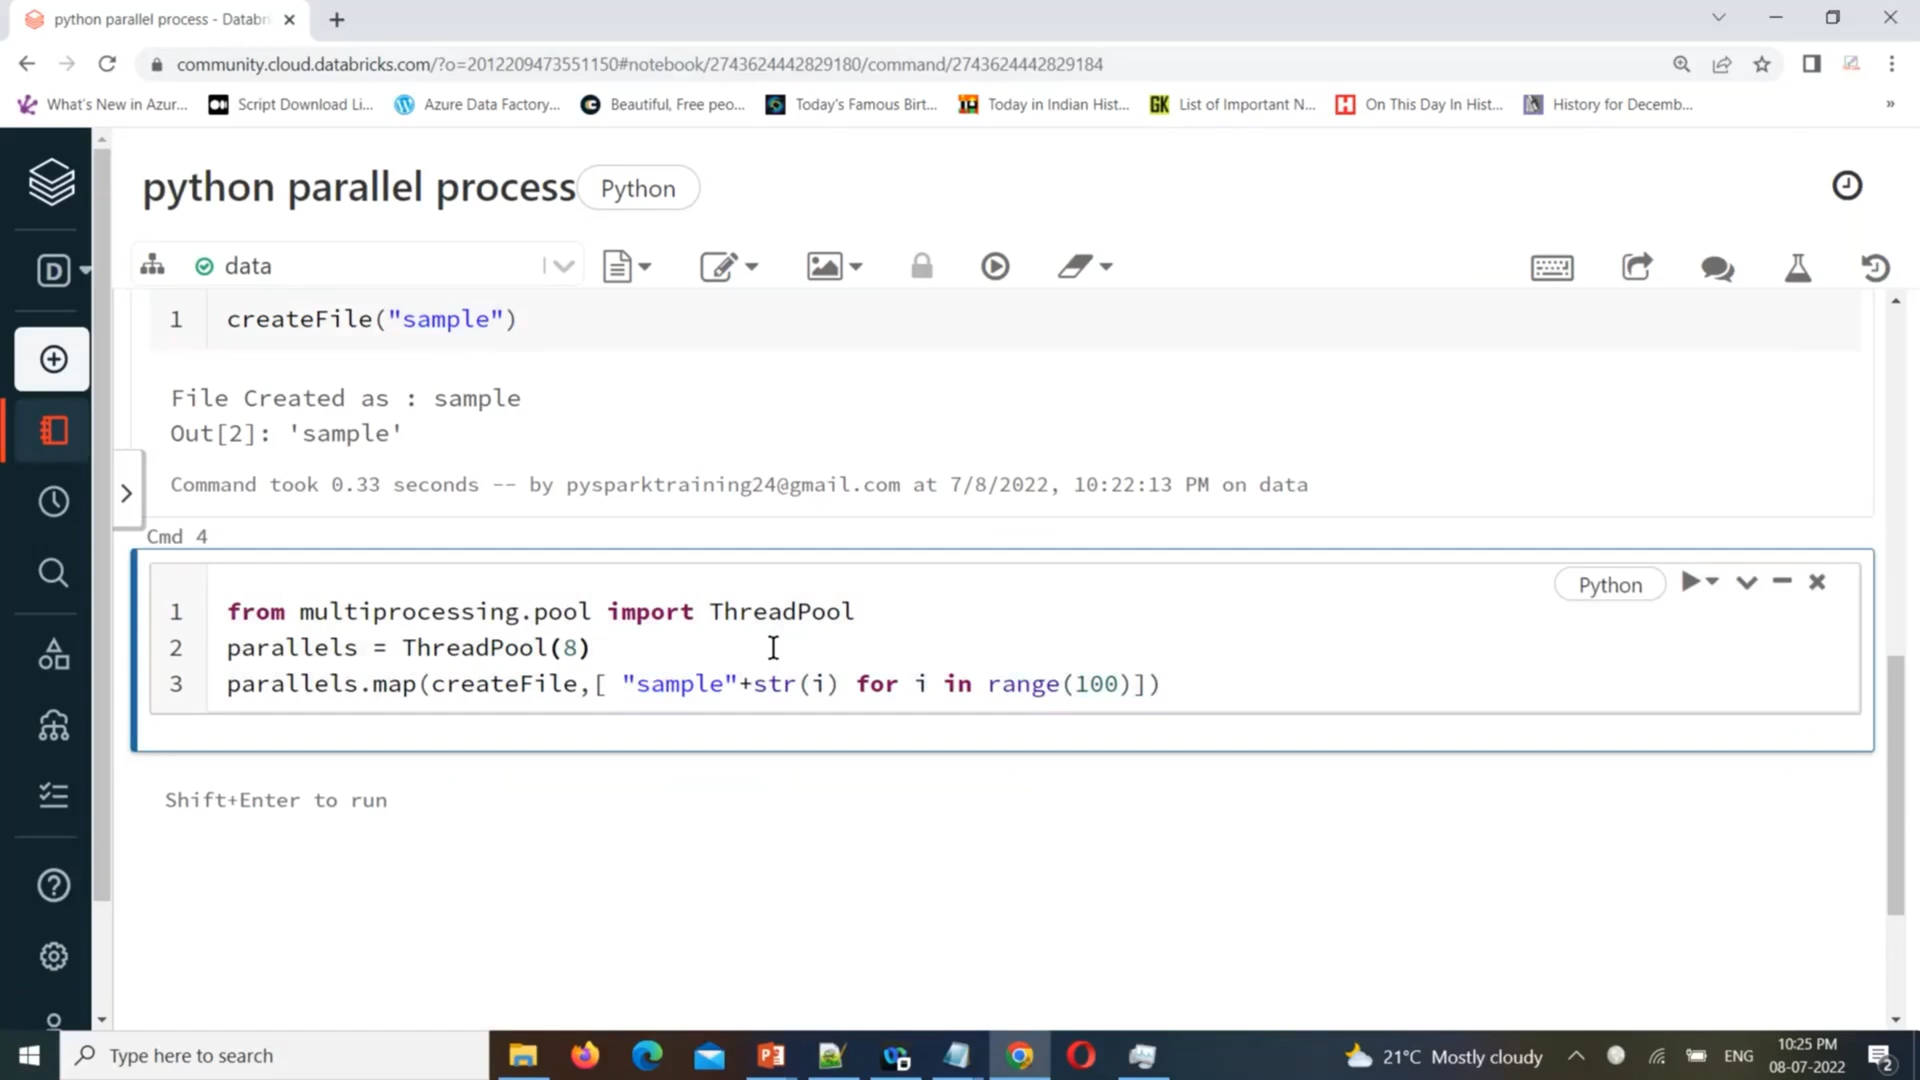 python parallel process - Databri
community.cloud.databricks.com/?o=2012209473551150#notebook/2743624442829180/command/2743624442829184
What's New in Azur...
Script Download Li...
Azure Data Factory...
Beautiful, Free peo...
Today's Famous Birt...
Today in Indian Hist...
GK List of Important N...
H On This Day In Hist...
History for Decemb...
»
python parallel process Python
D
data
1 createFile("sample")
File Created as : sample
Out[2]: 'sample'
Command took 0.33 seconds -- by pysparktraining24@gmail.com at 7/8/2022, 10:22:13 PM on data
Cmd 4
Python
1 from multiprocessing.pool import ThreadPool
2 parallels = ThreadPool(8)
3 parallels.map(createFile,[ "sample"+str(i) for i in range(100)])
Shift+Enter to run
Type here to search
21°C Mostly cloudy
ENG
10:25 PM
08-07-2022
2